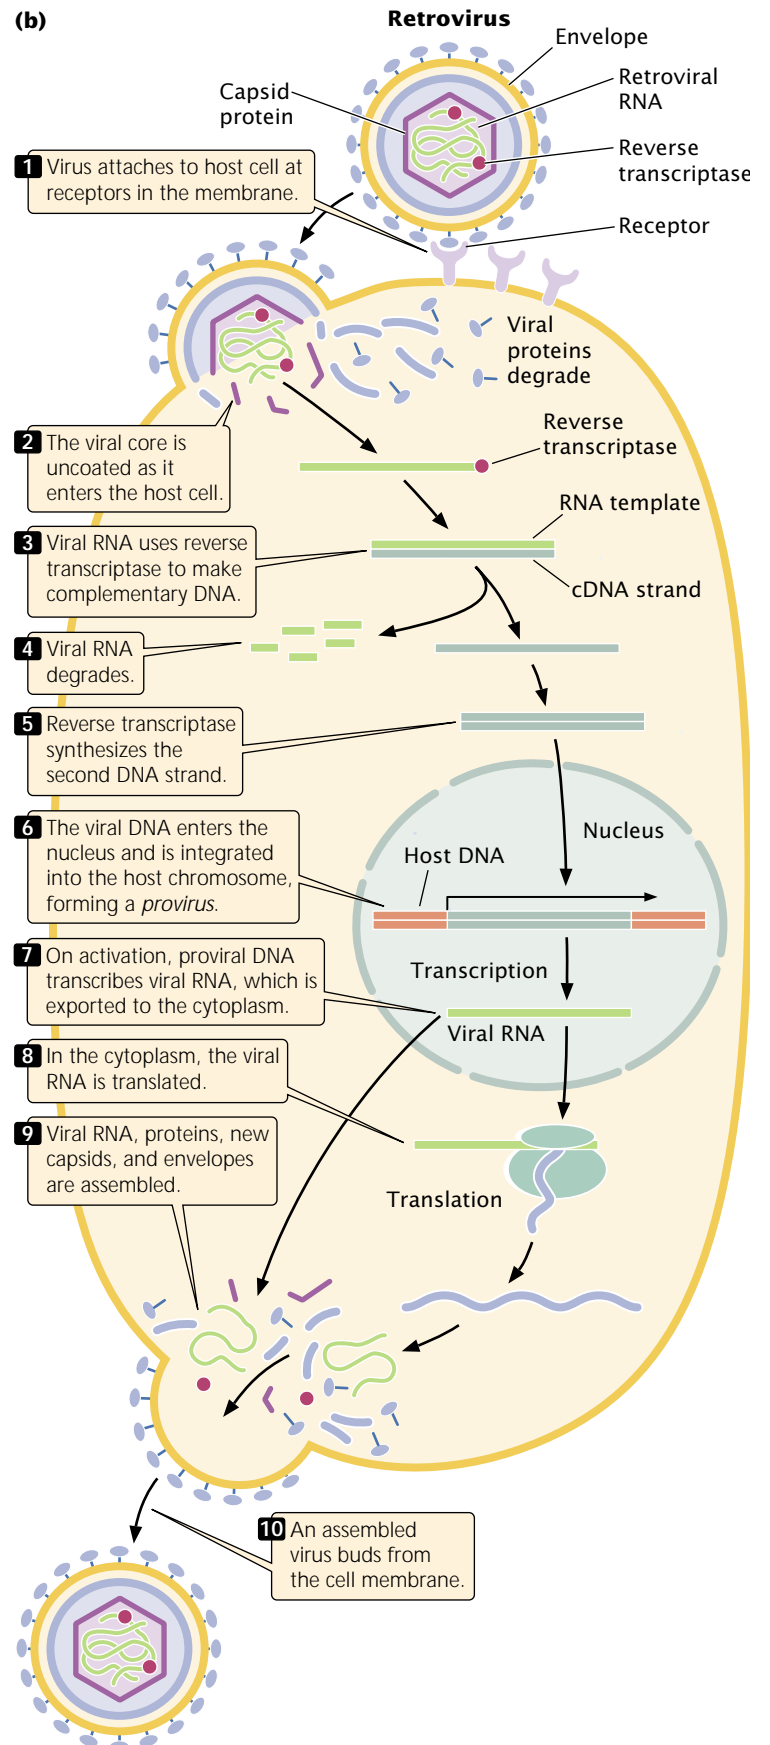 (b)
Retrovirus
Envelope
Retroviral
RNA
Capsid
protein
Reverse
transcriptase
1 Virus attaches to host cell at
receptors in the membrane.
Receptor
Viral
proteins
degrade
Reverse
transcriptase
2 The viral core is
uncoated as it
enters the host cell.
RNA template
3 Viral RNA uses reverse
transcriptase to make
complementary DNA.
cDNA strand
4 Viral RNA
degrades.
5 Reverse transcriptase
synthesizes the
second DNA strand.
6 The viral DNA enters the
nucleus and is integrated
into the host chromosome,
forming a provirus.
Nucleus
Host DNA
7 On activation, proviral DNA
transcribes viral RNA, which is
exported to the cytoplasm.
Transcription
Viral RNA
8 In the cytoplasm, the viral
RNA is translated.
9 Viral RNA, proteins, new
capsids, and envelopes
are assembled.
Translation
10 An assembled
virus buds from
the cell membrane.